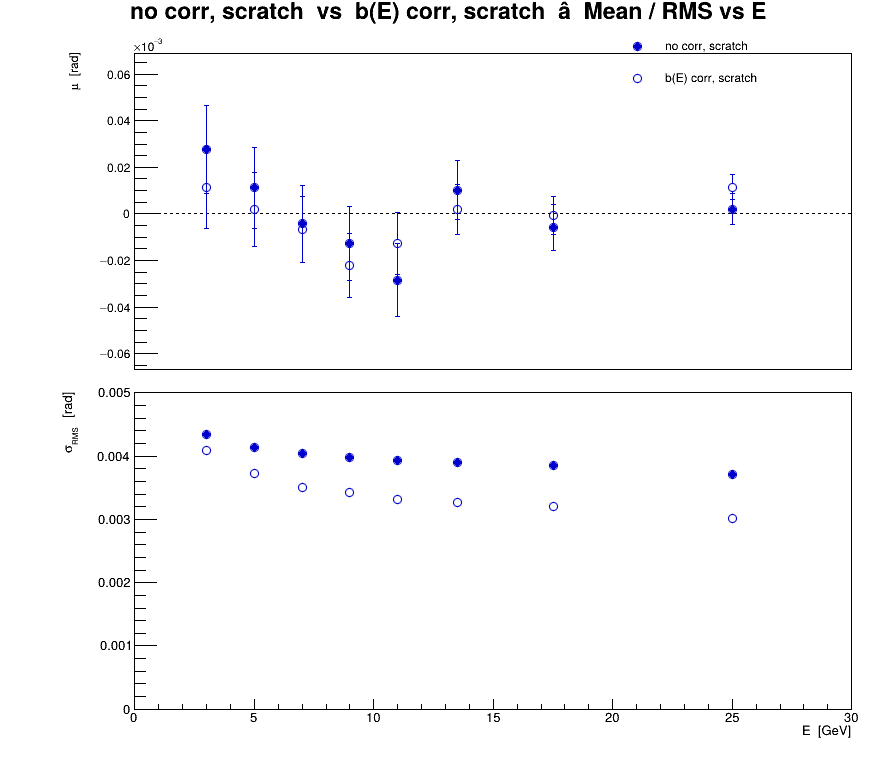 no corr, scratch vs b(E) corr, scratch â Mean / RMS vs E
×10⁻³
μ [rad]
no corr, scratch
b(E) corr, scratch
0.06
0.04
0.02
0
−0.02
−0.04
−0.06
σRMS [rad]
0.005
0.004
0.003
0.002
0.001
0
0 5 10 15 20 25 30
E [GeV]